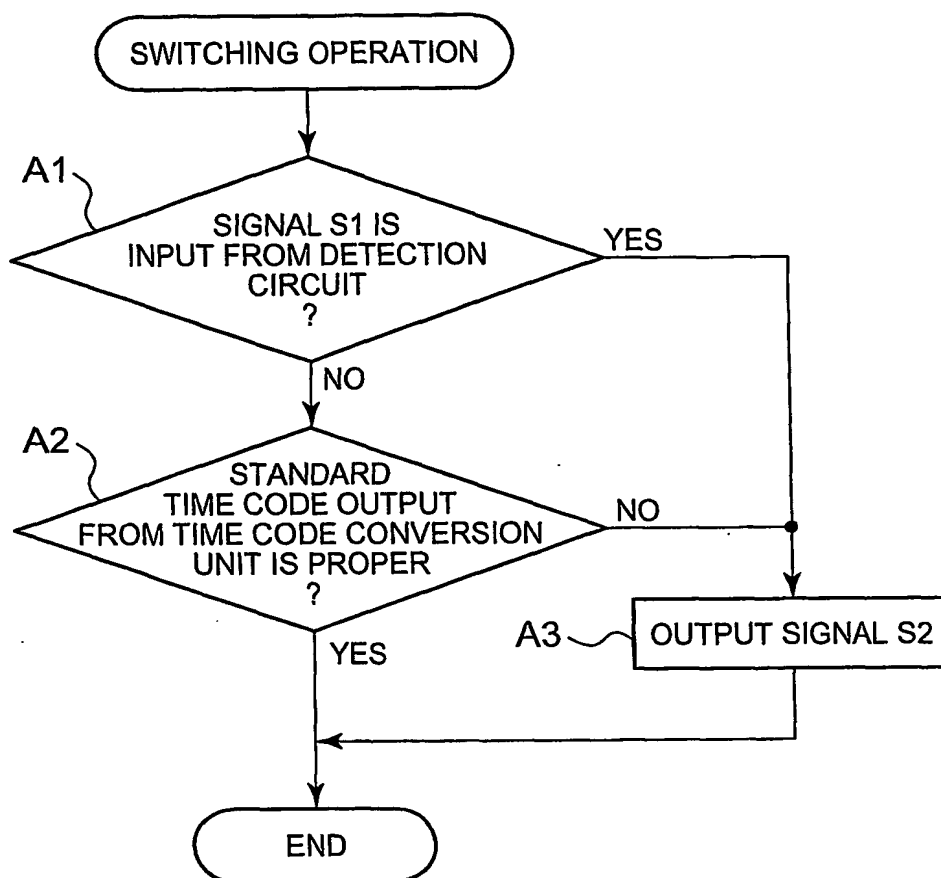 SWITCHING OPERATION
A1
SIGNAL S1 IS
INPUT FROM DETECTION
CIRCUIT
?
YES
NO
A2
STANDARD
TIME CODE OUTPUT
FROM TIME CODE CONVERSION
UNIT IS PROPER
?
NO
YES
A3
OUTPUT SIGNAL S2
END